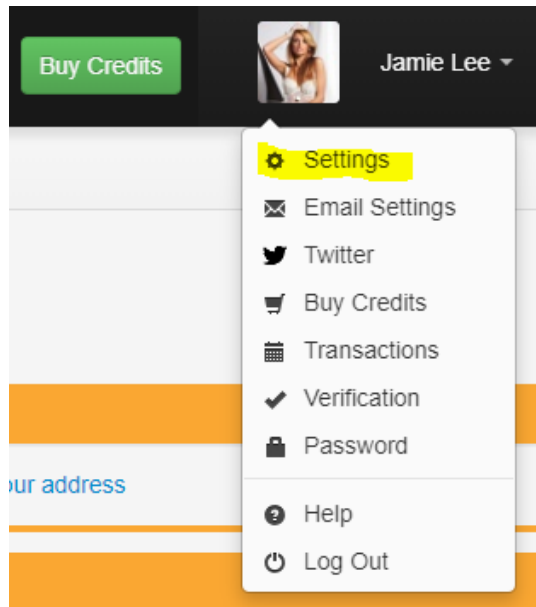 Buy Credits
Jamie Lee
Settings
Email Settings
Twitter
Buy Credits
Transactions
Verification
Password
our address
Help
Log Out